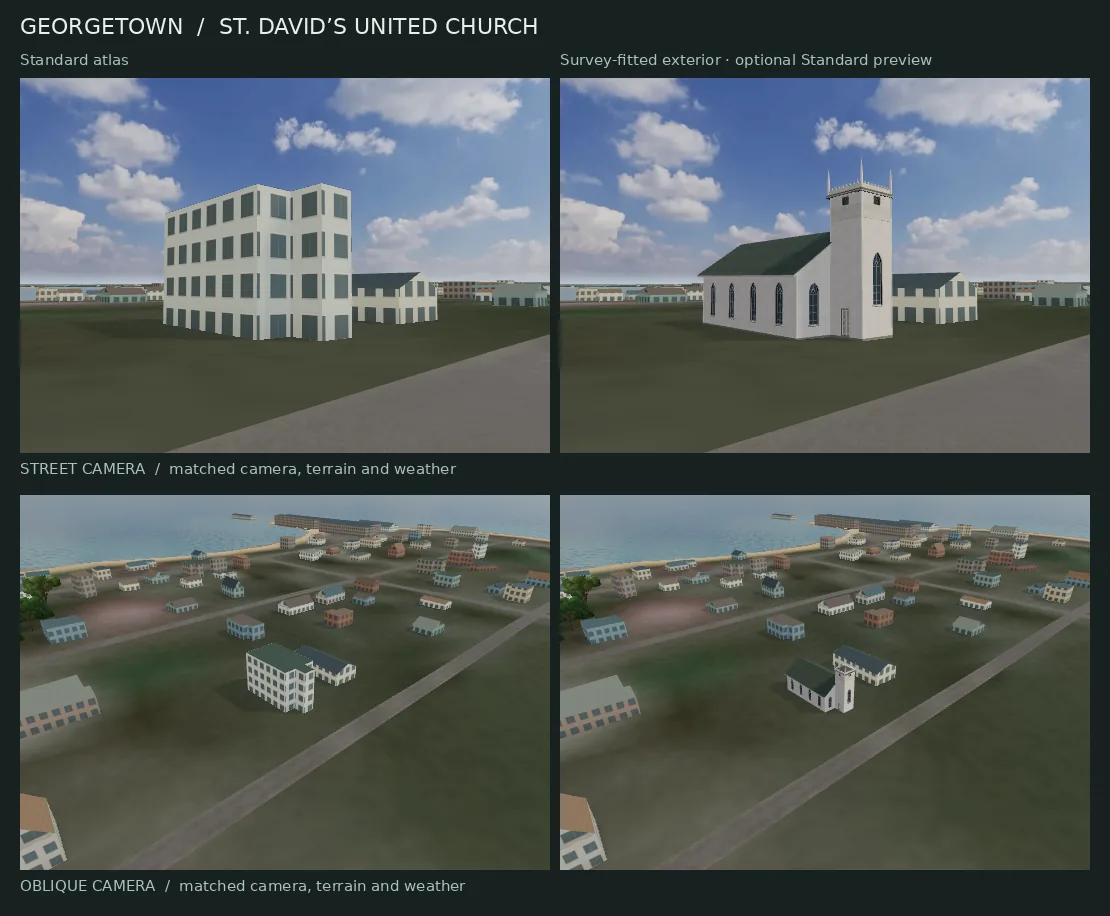 GEORGETOWN / ST. DAVID’S UNITED CHURCH
Standard atlas
Survey-fitted exterior · optional Standard preview
STREET CAMERA / matched camera, terrain and weather
OBLIQUE CAMERA / matched camera, terrain and weather